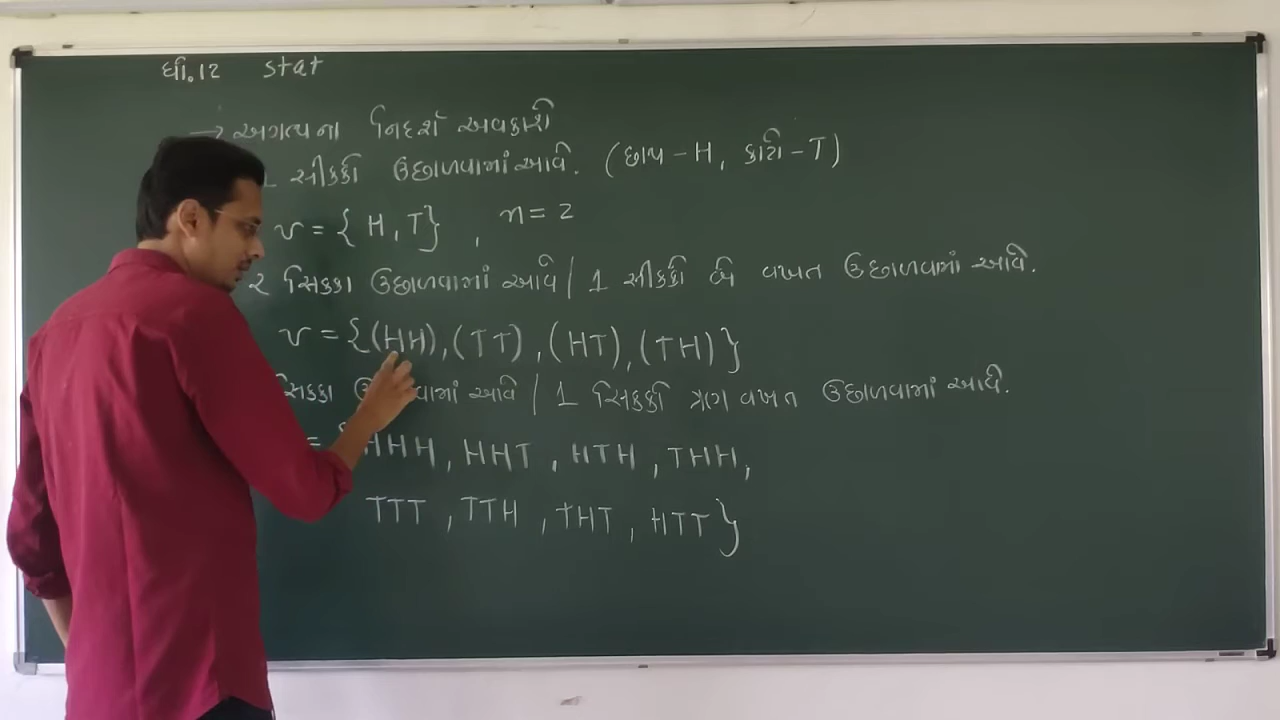 ધો.12 stat
→ અગત્યના નિદર્શ અવકાશો
1 સીક્કો ઉછાળવામાં આવે. (છાપ - H, કાટો - T)
υ = { H, T } , n = 2
2 સિક્કા ઉછાળવામાં આવે / 1 સીક્કો બે વખત ઉછાળવામાં આવે.
υ = {(HH), (TT), (HT), (TH)}
સિક્કા આવે / 1 સિક્કો ત્રણ વખત ઉછાળવામાં આવે.
= { HHH, HHT, HTH, THH,
TTT, TTH, THT, HTT }